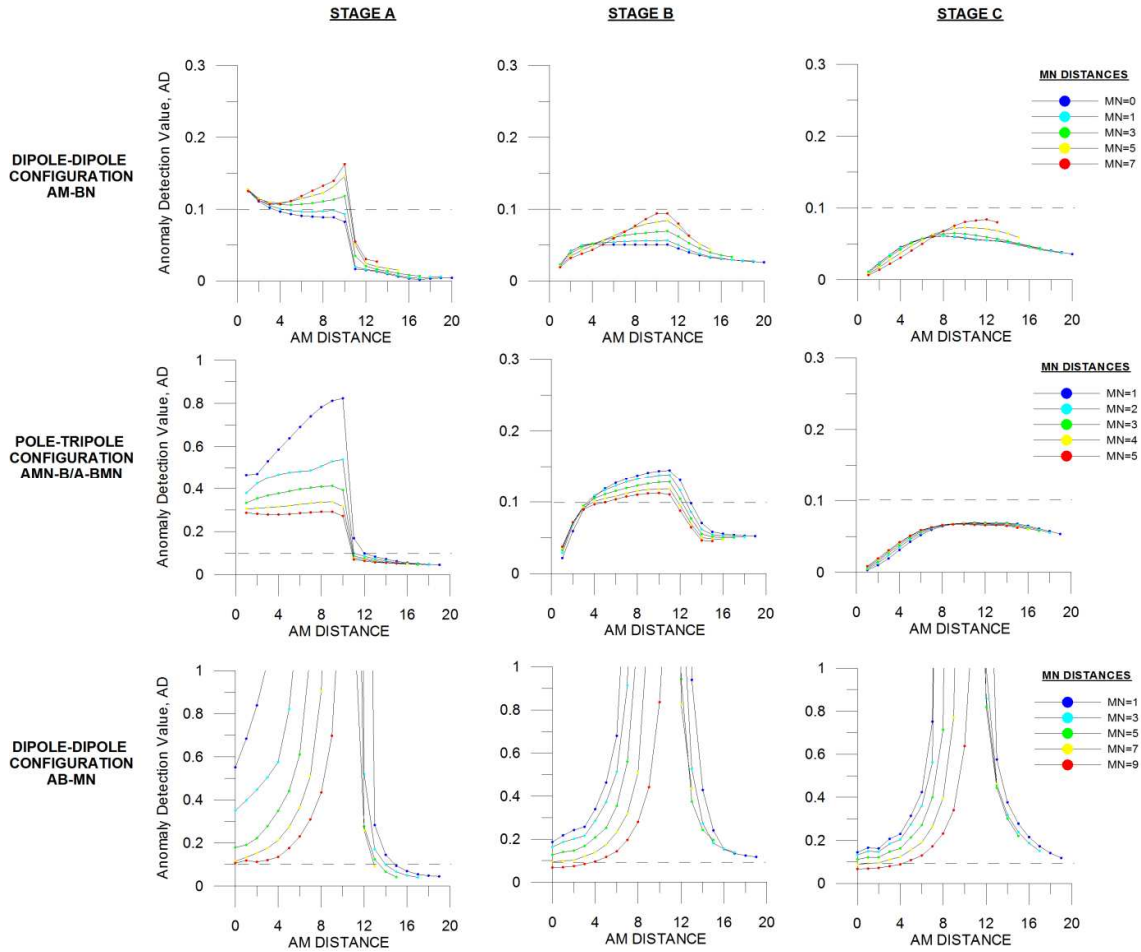 STAGE A
STAGE B
STAGE C
DIPOLE-DIPOLE
CONFIGURATION
AM-BN
Anomaly Detection Value, AD
0.3
0.2
0.1
0
0 4 8 12 16 20
AM DISTANCE
0.3
0.2
0.1
0
0 4 8 12 16 20
AM DISTANCE
0.3
0.2
0.1
0
0 4 8 12 16 20
AM DISTANCE
MN DISTANCES
MN=0
MN=1
MN=3
MN=5
MN=7
POLE-TRIPOLE
CONFIGURATION
AMN-B/A-BMN
Anomaly Detection Value, AD
1
0.8
0.6
0.4
0.2
0
0 4 8 12 16 20
AM DISTANCE
0.3
0.2
0.1
0
0 4 8 12 16 20
AM DISTANCE
0.3
0.2
0.1
0
0 4 8 12 16 20
AM DISTANCE
MN DISTANCES
MN=1
MN=2
MN=3
MN=4
MN=5
DIPOLE-DIPOLE
CONFIGURATION
AB-MN
Anomaly Detection Value, AD
1
0.8
0.6
0.4
0.2
0
0 4 8 12 16 20
AM DISTANCE
1
0.8
0.6
0.4
0.2
0
0 4 8 12 16 20
AM DISTANCE
1
0.8
0.6
0.4
0.2
0
0 4 8 12 16 20
AM DISTANCE
MN DISTANCES
MN=1
MN=3
MN=5
MN=7
MN=9